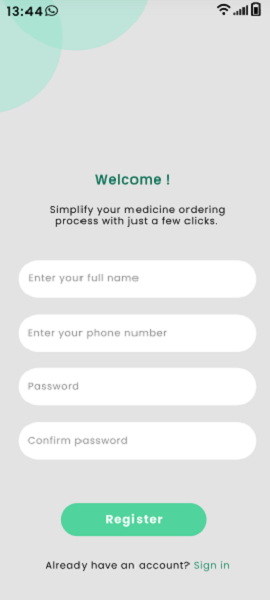 13:44
Welcome !
Simplify your medicine ordering
process with just a few clicks.
Enter your full name
Enter your phone number
Password
Confirm password
Register
Already have an account? Sign in